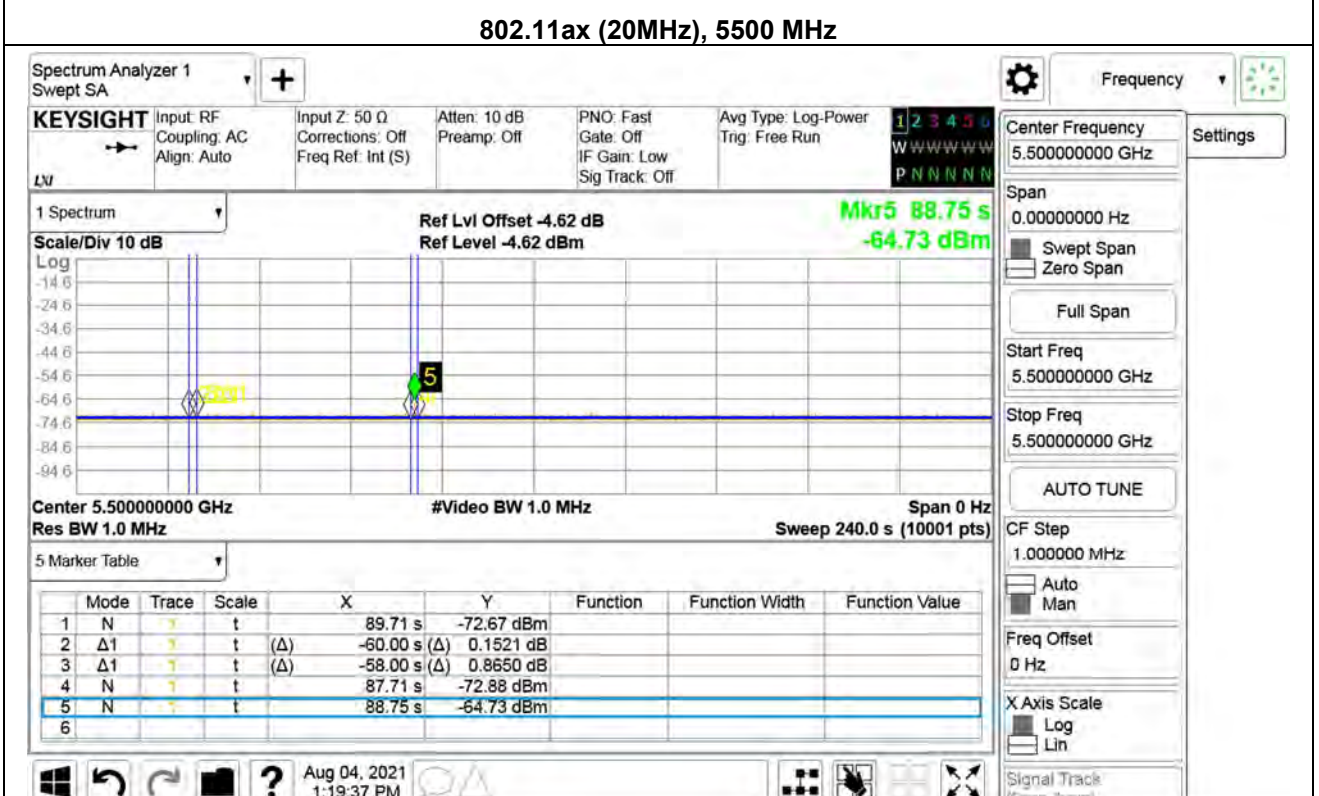 802.11ax (20MHz), 5500 MHz
Spectrum Analyzer 1
Swept SA
+
Frequency
KEYSIGHT
Input: RF
Coupling: AC
Align: Auto
Input Z: 50 Ω
Corrections: Off
Freq Ref: Int (S)
Atten: 10 dB
Preamp: Off
PNO: Fast
Gate: Off
IF Gain: Low
Sig Track: Off
Avg Type: Log-Power
Trig: Free Run
1 2 3 4 5 6
W W W W W W
P N N N N N
LXI
Center Frequency
5.500000000 GHz
Settings
Span
0.00000000 Hz
Swept Span
Zero Span
Full Span
Start Freq
5.500000000 GHz
Stop Freq
5.500000000 GHz
AUTO TUNE
CF Step
1.000000 MHz
Auto
Man
Freq Offset
0 Hz
X Axis Scale
Log
Lin
Signal Track
1 Spectrum
Scale/Div 10 dB
Ref Lvl Offset -4.62 dB
Ref Level -4.62 dBm
Mkr5 88.75 s
-64.73 dBm
Log
-14.6
-24.6
-34.6
-44.6
-54.6
-64.6
-74.6
-84.6
-94.6
5
Center 5.500000000 GHz
#Video BW 1.0 MHz
Span 0 Hz
Res BW 1.0 MHz
Sweep 240.0 s (10001 pts)
5 Marker Table
Mode Trace Scale X Y Function Function Width Function Value
1 N 1 t 89.71 s -72.67 dBm
2 Δ1 1 t (Δ) -60.00 s (Δ) 0.1521 dB
3 Δ1 1 t (Δ) -58.00 s (Δ) 0.8650 dB
4 N 1 t 87.71 s -72.88 dBm
5 N 1 t 88.75 s -64.73 dBm
6
?
Aug 04, 2021
1:19:37 PM